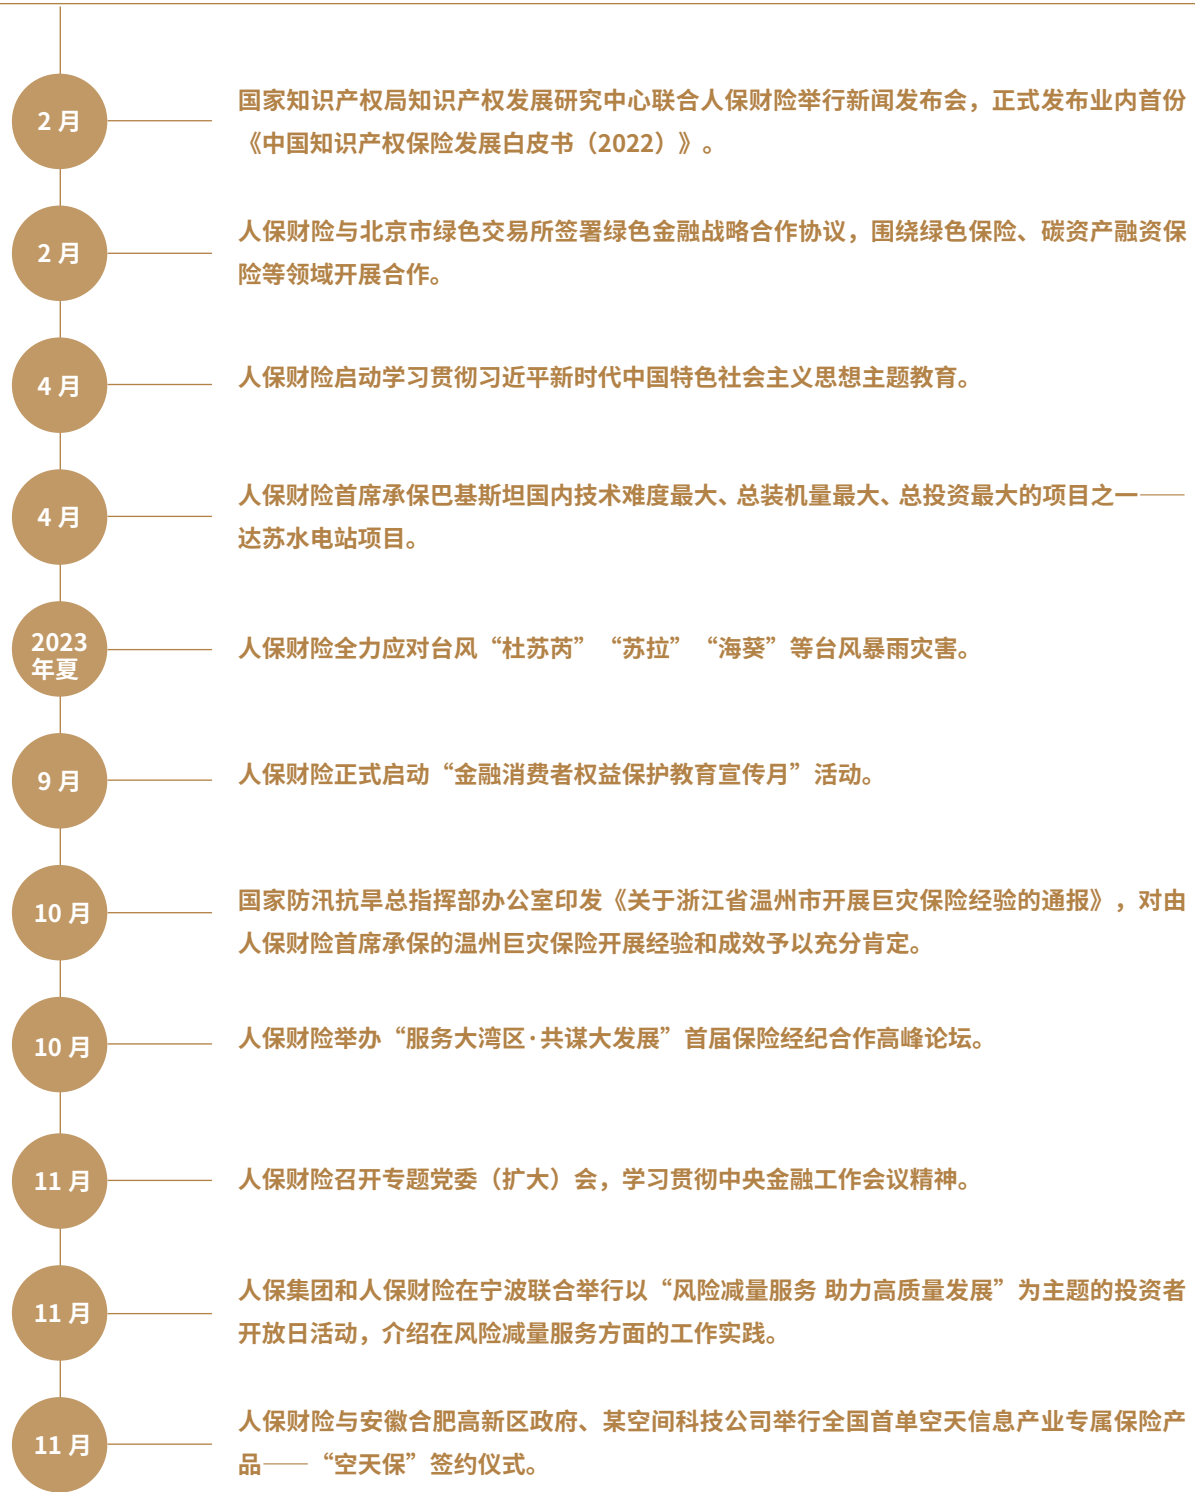 2 月
国家知识产权局知识产权发展研究中心联合人保财险举行新闻发布会，正式发布业内首份
《中国知识产权保险发展白皮书（2022）》。
2 月
人保财险与北京市绿色交易所签署绿色金融战略合作协议，围绕绿色保险、碳资产融资保
险等领域开展合作。
4 月
人保财险启动学习贯彻习近平新时代中国特色社会主义思想主题教育。
4 月
人保财险首席承保巴基斯坦国内技术难度最大、总装机量最大、总投资最大的项目之一——
达苏水电站项目。
2023
年夏
人保财险全力应对台风“杜苏芮”“苏拉”“海葵”等台风暴雨灾害。
9 月
人保财险正式启动“金融消费者权益保护教育宣传月”活动。
10 月
国家防汛抗旱总指挥部办公室印发《关于浙江省温州市开展巨灾保险经验的通报》，对由
人保财险首席承保的温州巨灾保险开展经验和成效予以充分肯定。
10 月
人保财险举办“服务大湾区·共谋大发展”首届保险经纪合作高峰论坛。
11 月
人保财险召开专题党委（扩大）会，学习贯彻中央金融工作会议精神。
11 月
人保集团和人保财险在宁波联合举行以“风险减量服务 助力高质量发展”为主题的投资者
开放日活动，介绍在风险减量服务方面的工作实践。
11 月
人保财险与安徽合肥高新区政府、某空间科技公司举行全国首单空天信息产业专属保险产
品——“空天保”签约仪式。